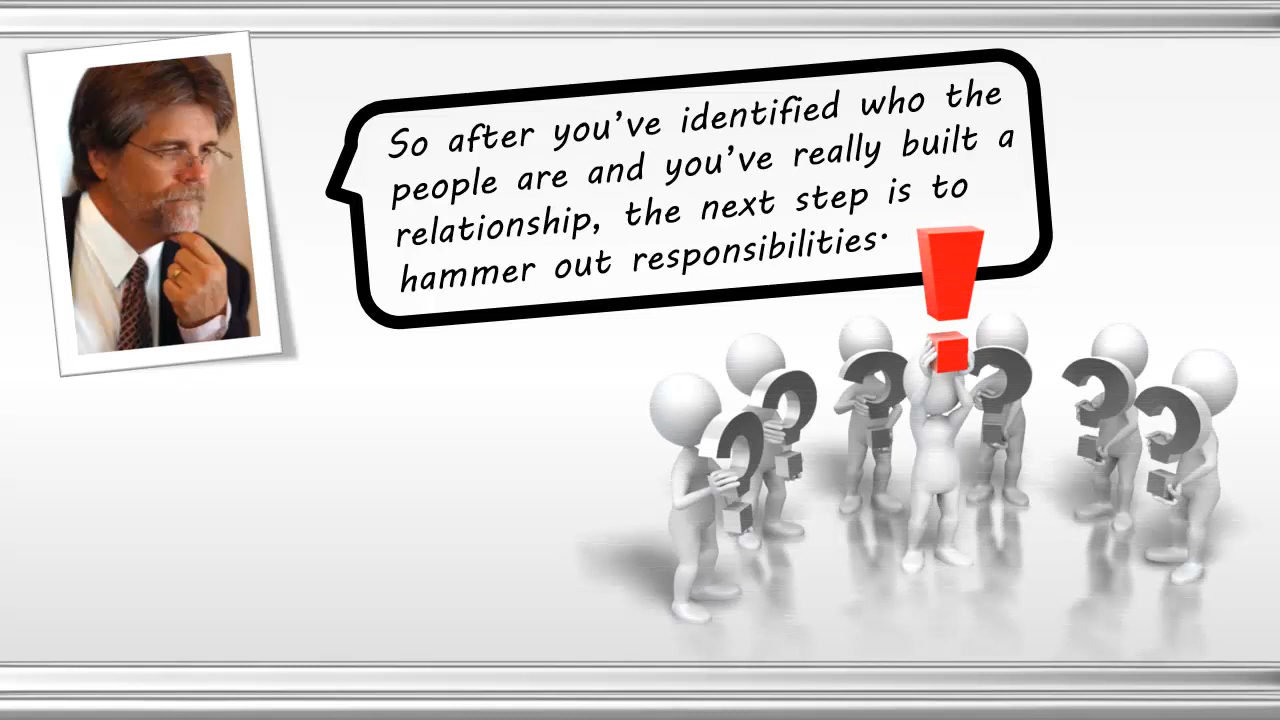 So after you've identified who the
people are and you've really built a
relationship, the next step is to
hammer out responsibilities.